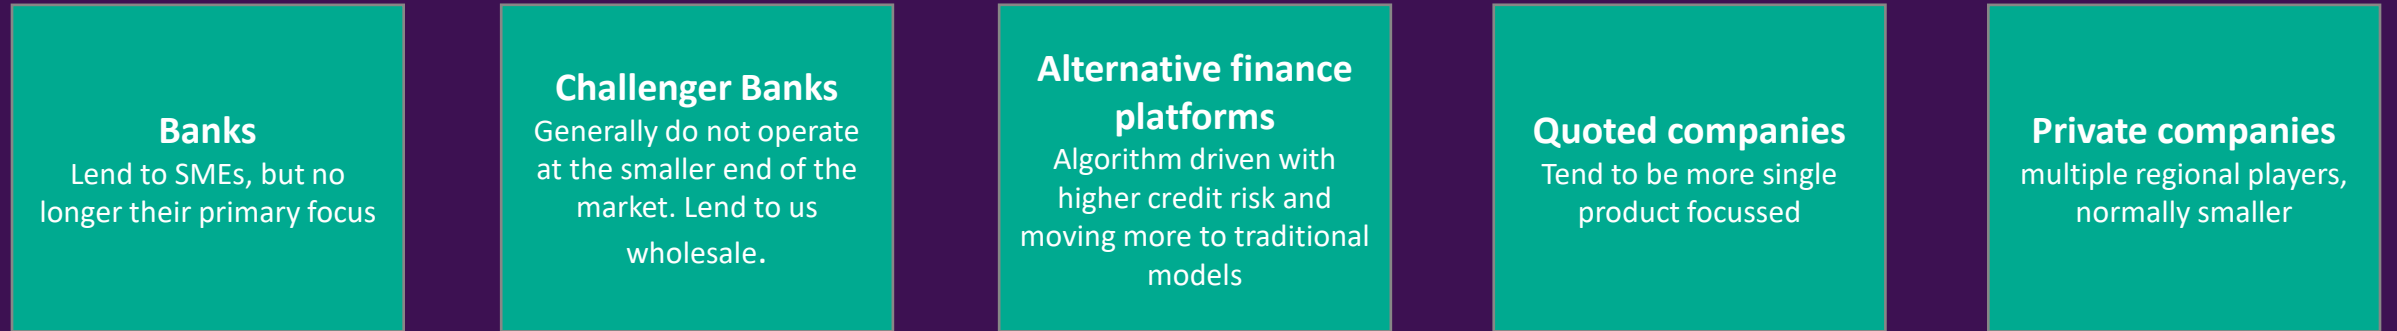 Banks
Lend to SMEs, but no
longer their primary focus
Challenger Banks
Generally do not operate
at the smaller end of the
market. Lend to us
wholesale.
Alternative finance
platforms
Algorithm driven with
higher credit risk and
moving more to traditional
models
Quoted companies
Tend to be more single
product focussed
Private companies
multiple regional players,
normally smaller